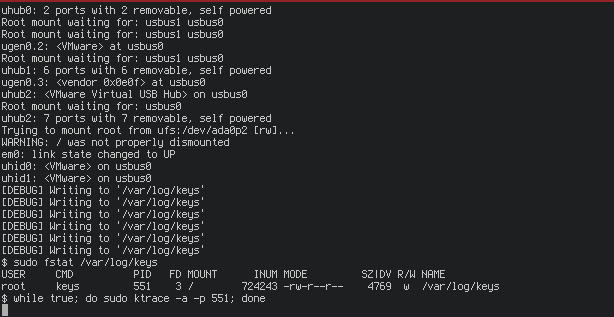 uhub0: 2 ports with 2 removable, self powered
Root mount waiting for: usbus1 usbus0
Root mount waiting for: usbus1 usbus0
ugen0.2: <VMware> at usbus0
Root mount waiting for: usbus1 usbus0
uhub1: 6 ports with 6 removable, self powered
ugen0.3: <vendor 0x0e0f> at usbus0
uhub2: <VMware Virtual USB Hub> on usbus0
Root mount waiting for: usbus0
uhub2: 7 ports with 7 removable, self powered
Trying to mount root from ufs:/dev/ada0p2 [rw]...
WARNING: / was not properly dismounted
em0: link state changed to UP
uhid0: <VMware> on usbus0
uhid1: <VMware> on usbus0
[DEBUG] Writing to '/var/log/keys'
[DEBUG] Writing to '/var/log/keys'
[DEBUG] Writing to '/var/log/keys'
[DEBUG] Writing to '/var/log/keys'
[DEBUG] Writing to '/var/log/keys'
[DEBUG] Writing to '/var/log/keys'
$ sudo fstat /var/log/keys
USER CMD PID FD MOUNT INUM MODE SZ|DV R/W NAME
root keys 551 3 / 724243 -rw-r--r-- 4769 w /var/log/keys
$ while true; do sudo ktrace -a -p 551; done